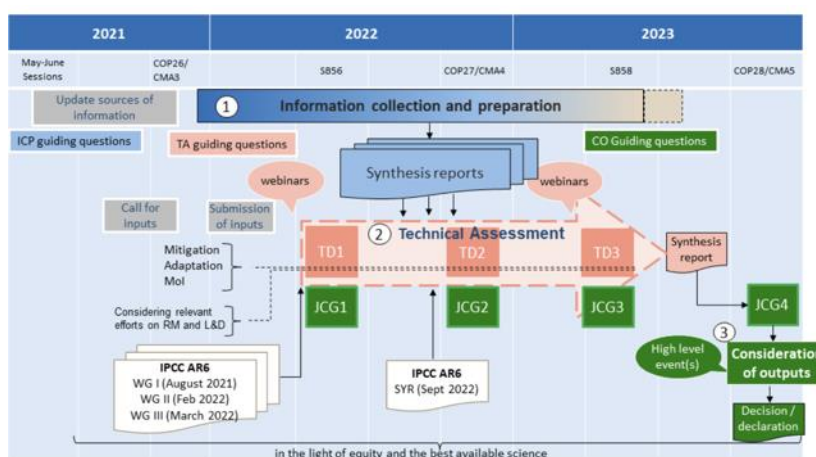 2021
2022
2023
May-June
Sessions
COP26/
CMA3
SB56
COP27/CMA4
SB58
COP28/CMA5
Update sources of
information
1
Information collection and preparation
ICP guiding questions
TA guiding questions
CO Guiding questions
Synthesis reports
webinars
webinars
Call for
inputs
Submission
of inputs
2
Technical Assessment
Mitigation
Adaptation
MoI
TD1
TD2
TD3
Synthesis
report
Considering relevant
efforts on RM and L&D
JCG1
JCG2
JCG3
JCG4
3
High level
event(s)
Consideration
of outputs
IPCC AR6
WG I (August 2021)
WG II (Feb 2022)
WG III (March 2022)
IPCC AR6
SYR (Sept 2022)
Decision /
declaration
in the light of equity and the best available science